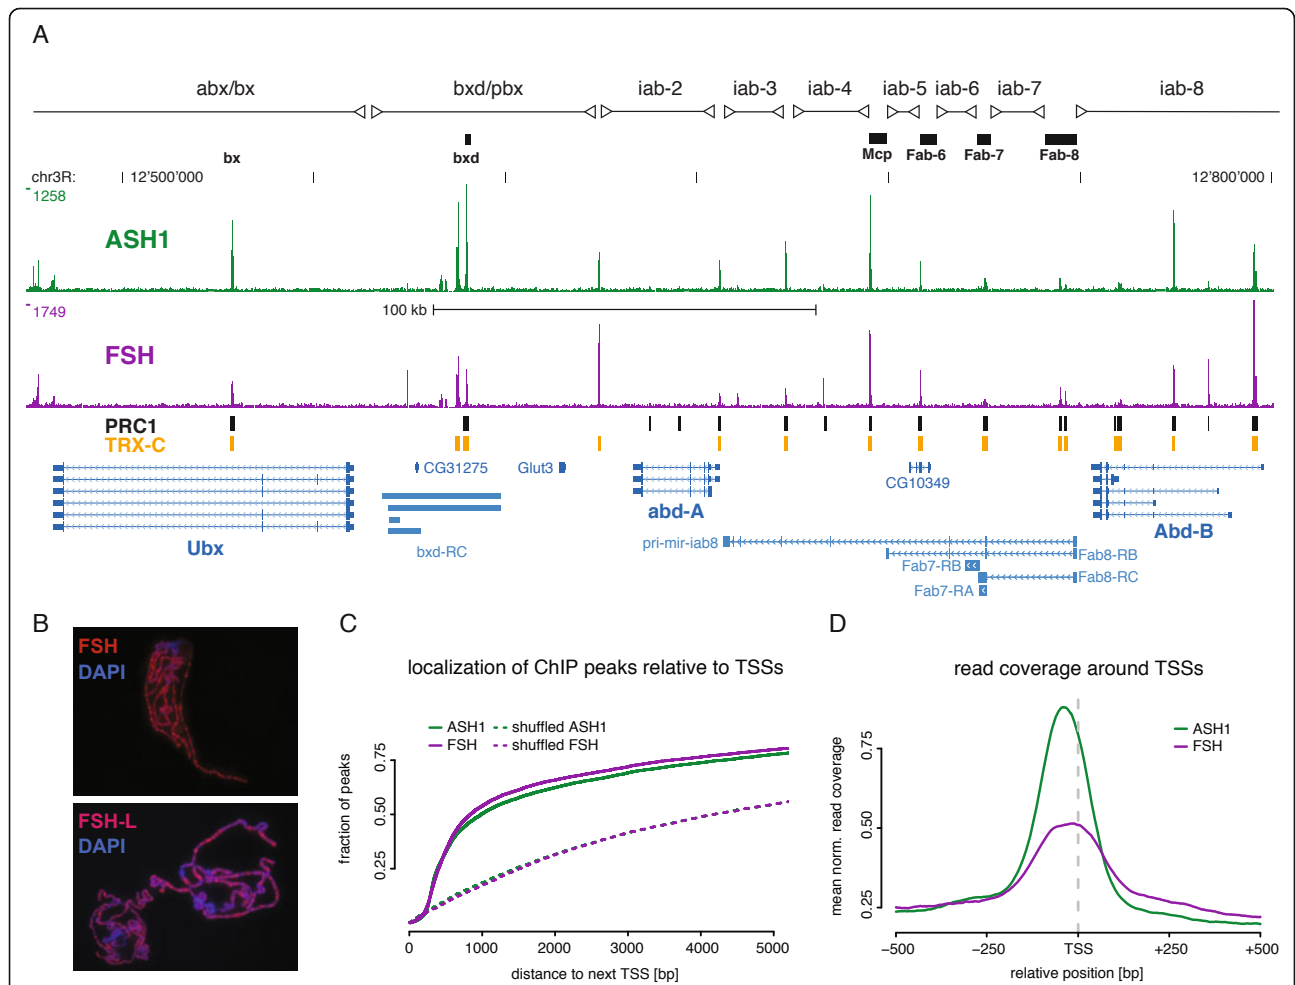 A
abx/bx bxd/pbx iab-2 iab-3 iab-4 iab-5 iab-6 iab-7 iab-8
bx bxd Mcp Fab-6 Fab-7 Fab-8
chr3R: 12'500'000 12'800'000
1258
ASH1
1749
100 kb
FSH
PRC1
TRX-C
CG31275 Glut3 CG10349
Ubx bxd-RC abd-A Abd-B
pri-mir-iab8 Fab8-RB
Fab7-RB
Fab8-RC
Fab7-RA
B
FSH
DAPI
FSH-L
DAPI
C
localization of ChIP peaks relative to TSSs
ASH1 shuffled ASH1
FSH shuffled FSH
fraction of peaks
0.75
0.50
0.25
0 1000 2000 3000 4000 5000
distance to next TSS [bp]
D
read coverage around TSSs
ASH1
FSH
mean norm. read coverage
0.75
0.50
0.25
−500 −250 TSS +250 +500
relative position [bp]